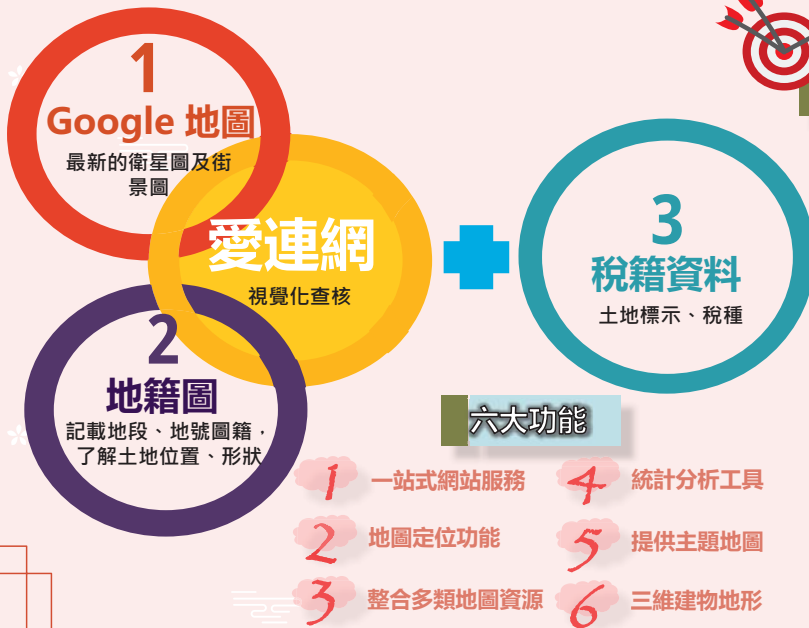 1
Google 地圖
最新的衛星圖及街
景圖
愛連網
視覺化查核
2
地籍圖
記載地段、地號圖籍，
了解土地位置、形狀
3
稅籍資料
土地標示、稅種
六大功能
1 一站式網站服務
2 地圖定位功能
3 整合多類地圖資源
4 統計分析工具
5 提供主題地圖
6 三維建物地形